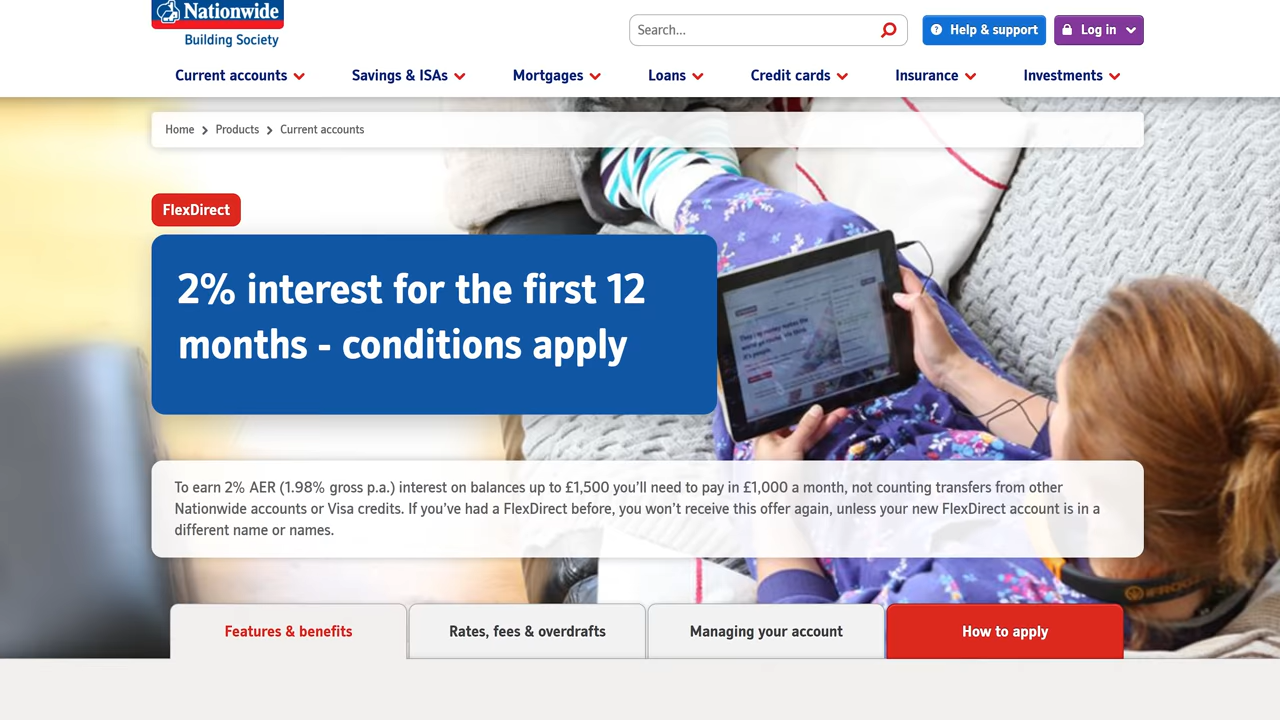 Nationwide
Building Society
Search...
Help & support
Log in
Current accounts
Savings & ISAs
Mortgages
Loans
Credit cards
Insurance
Investments
Home
Products
Current accounts
FlexDirect
2% interest for the first 12
months - conditions apply
To earn 2% AER (1.98% gross p.a.) interest on balances up to £1,500 you’ll need to pay in £1,000 a month, not counting transfers from other
Nationwide accounts or Visa credits. If you’ve had a FlexDirect before, you won’t receive this offer again, unless your new FlexDirect account is in a
different name or names.
Features & benefits
Rates, fees & overdrafts
Managing your account
How to apply